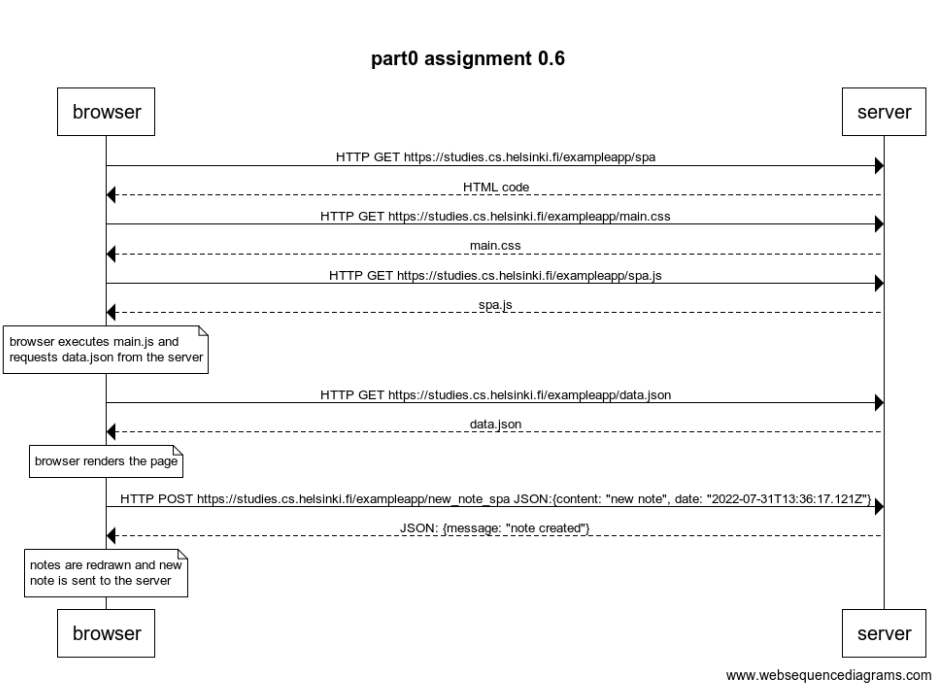 part0 assignment 0.6
browser
server
HTTP GET https://studies.cs.helsinki.fi/exampleapp/spa
HTML code
HTTP GET https://studies.cs.helsinki.fi/exampleapp/main.css
main.css
HTTP GET https://studies.cs.helsinki.fi/exampleapp/spa.js
spa.js
browser executes main.js and
requests data.json from the server
HTTP GET https://studies.cs.helsinki.fi/exampleapp/data.json
data.json
browser renders the page
HTTP POST https://studies.cs.helsinki.fi/exampleapp/new_note_spa JSON:{content: "new note", date: "2022-07-31T13:36:17.121Z"}
JSON: {message: "note created"}
notes are redrawn and new
note is sent to the server
browser
server
www.websequencediagrams.com